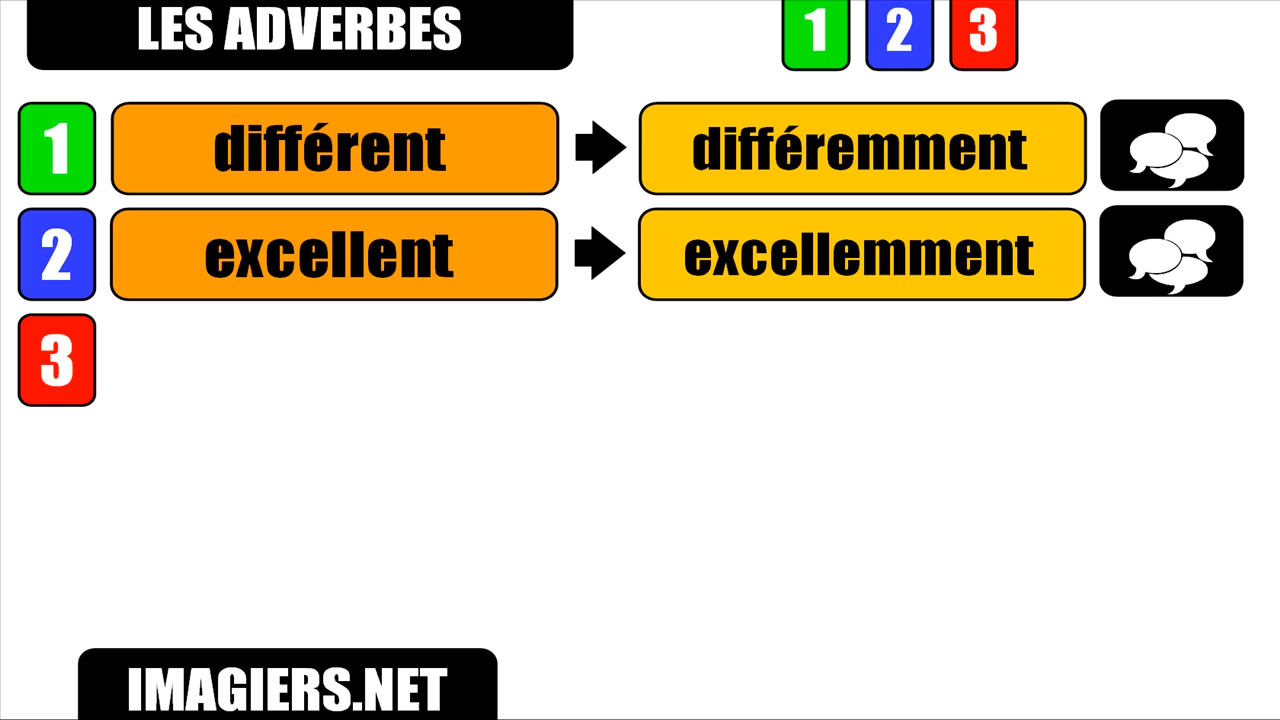 LES ADVERBES
1 2 3
1 différent différemment
2 excellent excellemment
3
IMAGIERS.NET